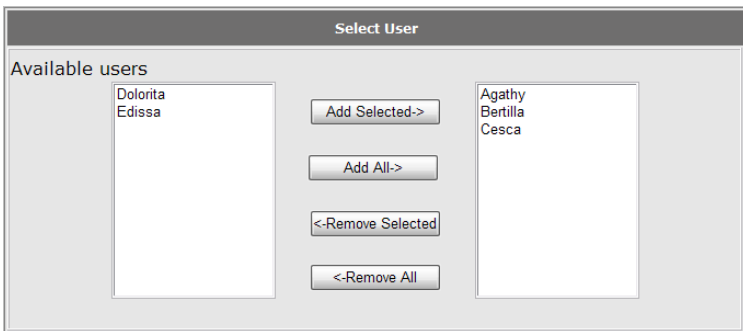 Select User
Available users
Dolorita
Edissa
Add Selected->
Add All->
<-Remove Selected
<-Remove All
Agathy
Bertilla
Cesca